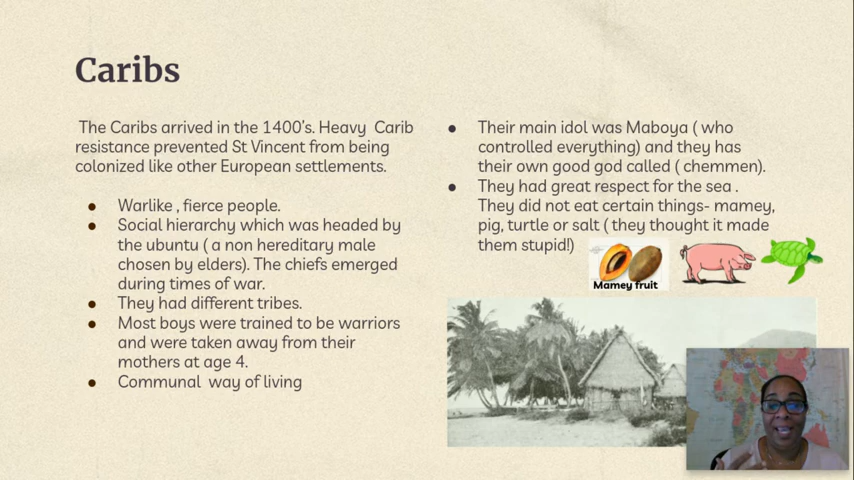 Caribs
The Caribs arrived in the 1400's. Heavy Carib
resistance prevented St Vincent from being
colonized like other European settlements.
● Warlike , fierce people.
● Social hierarchy which was headed by
the ubuntu ( a non hereditary male
chosen by elders). The chiefs emerged
during times of war.
● They had different tribes.
● Most boys were trained to be warriors
and were taken away from their
mothers at age 4.
● Communal way of living
● Their main idol was Maboya ( who
controlled everything) and they has
their own good god called ( chemmen).
● They had great respect for the sea .
They did not eat certain things- mamey,
pig, turtle or salt ( they thought it made
them stupid!)
Mamey fruit